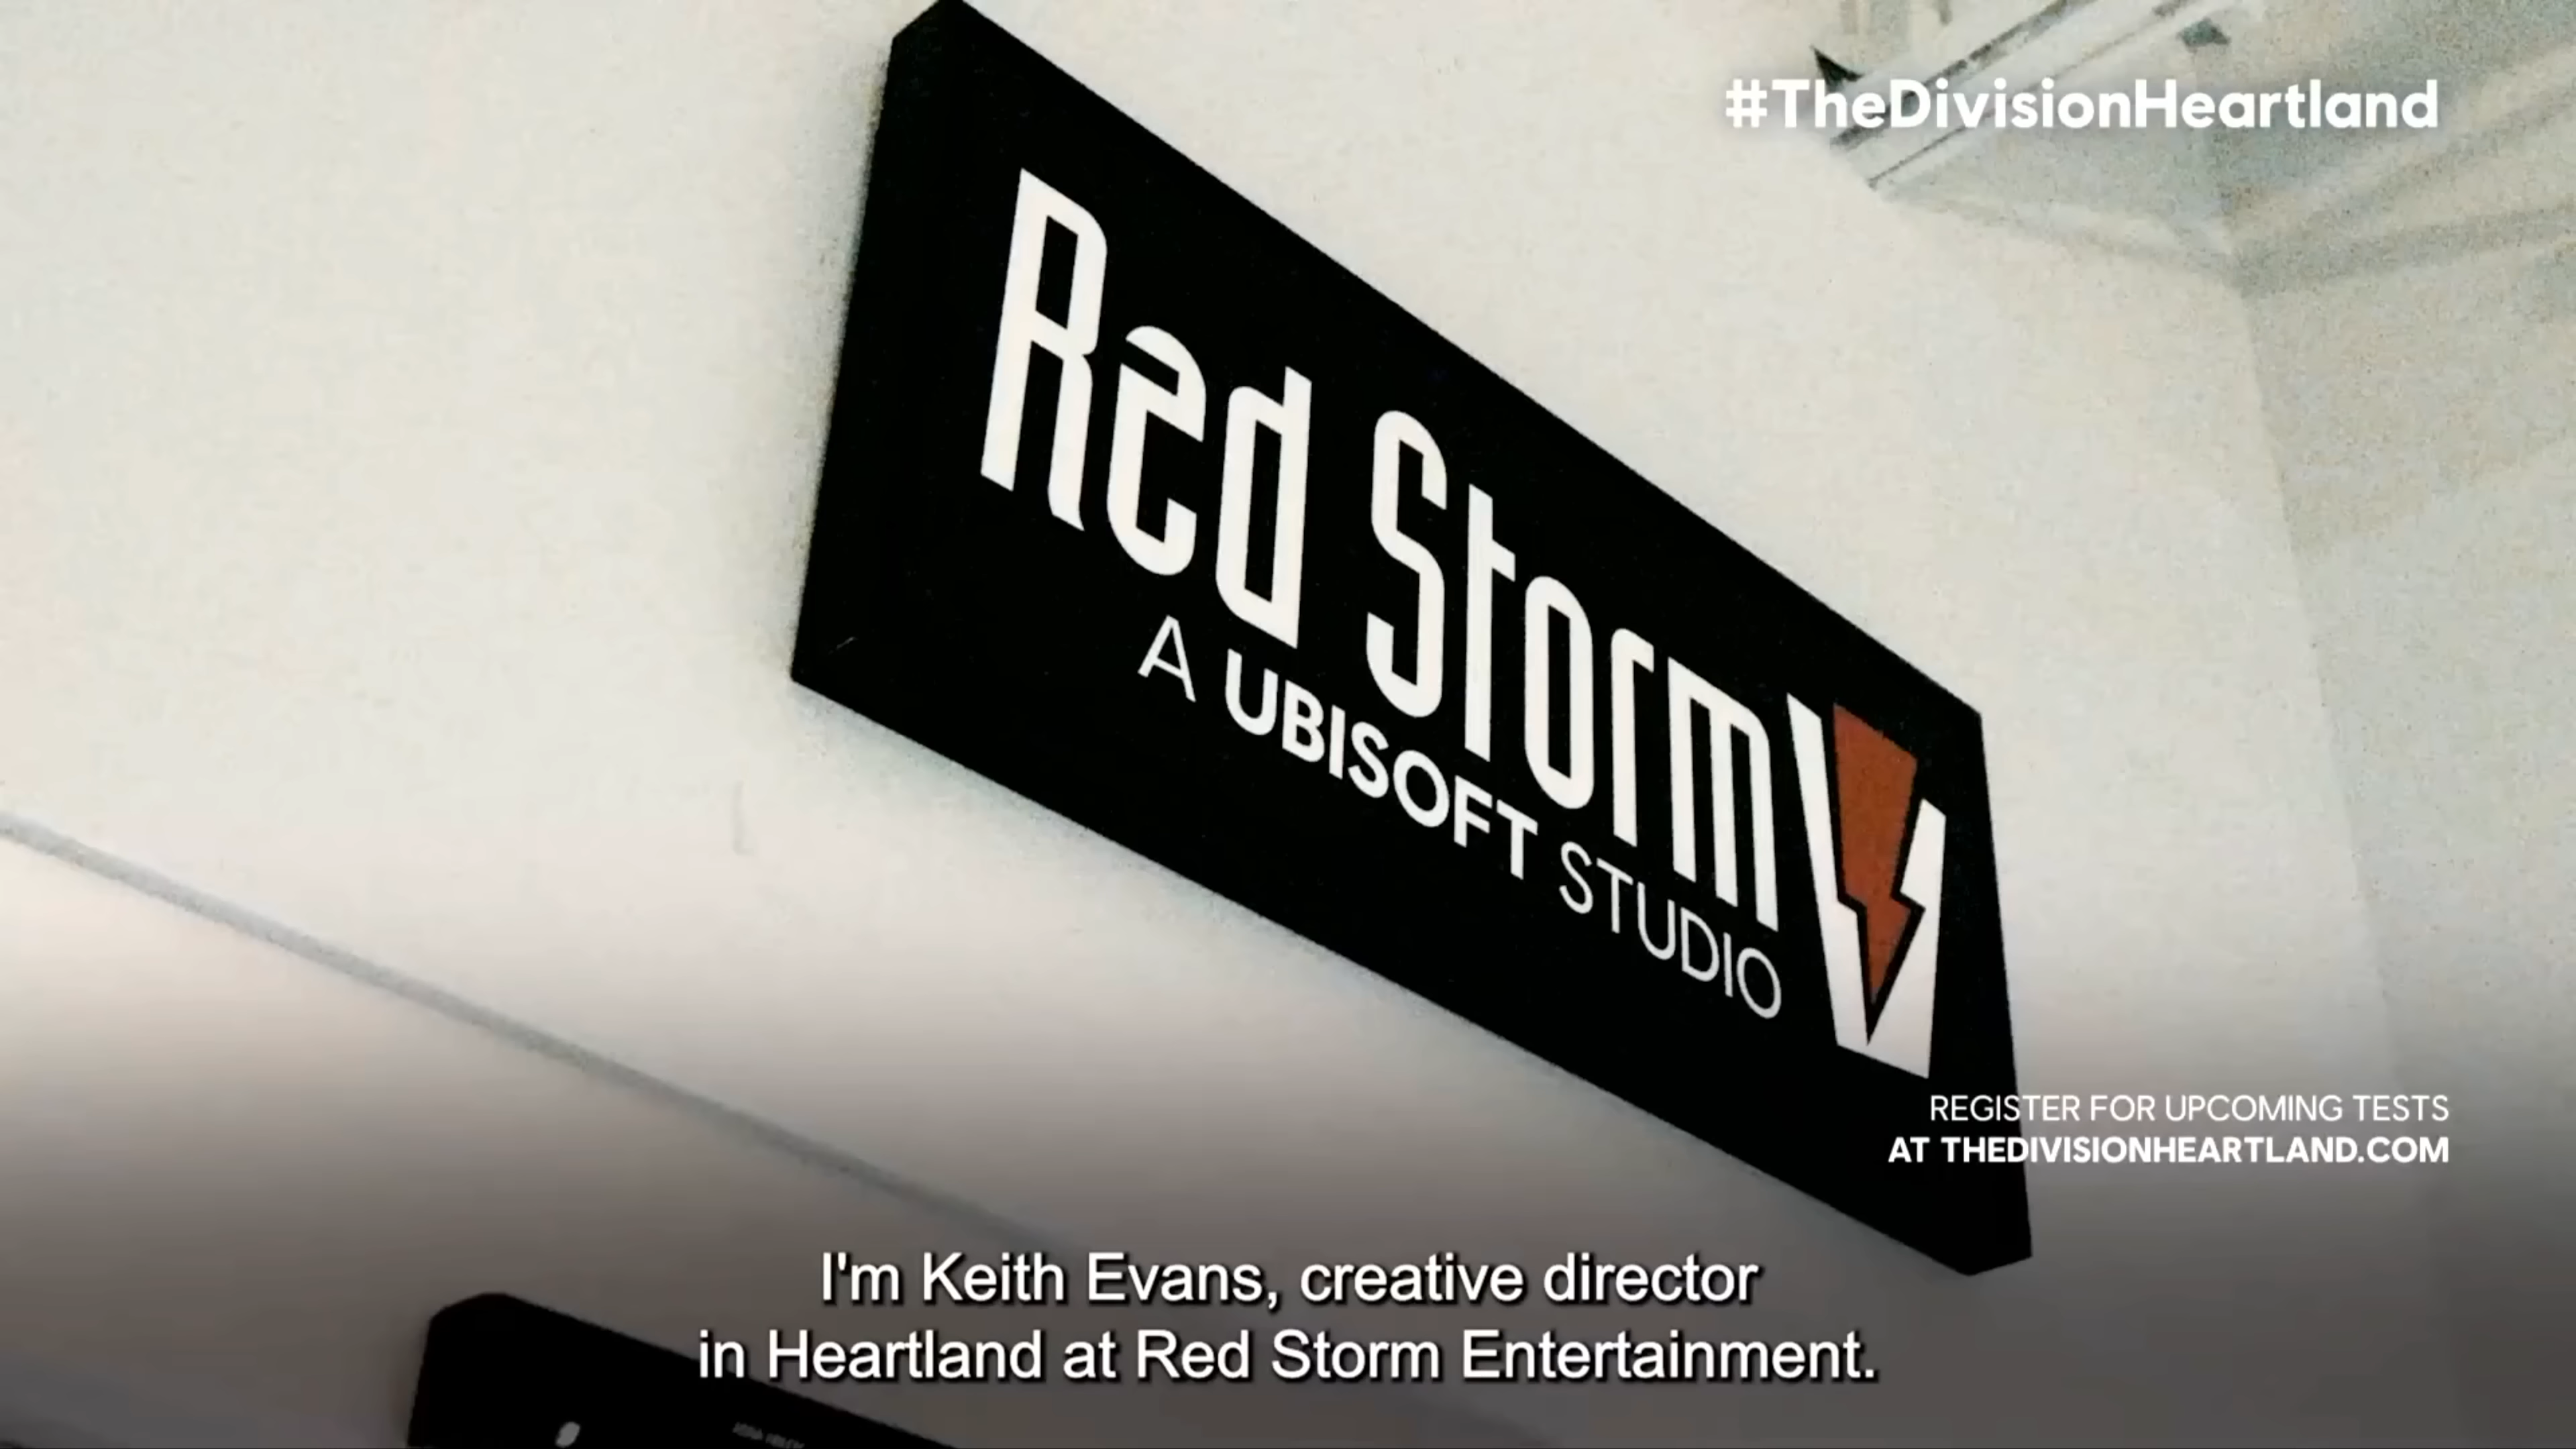 #TheDivisionHeartland
Red Storm
A UBISOFT STUDIO
REGISTER FOR UPCOMING TESTS
AT THEDIVISIONHEARTLAND.COM
I'm Keith Evans, creative director
in Heartland at Red Storm Entertainment.